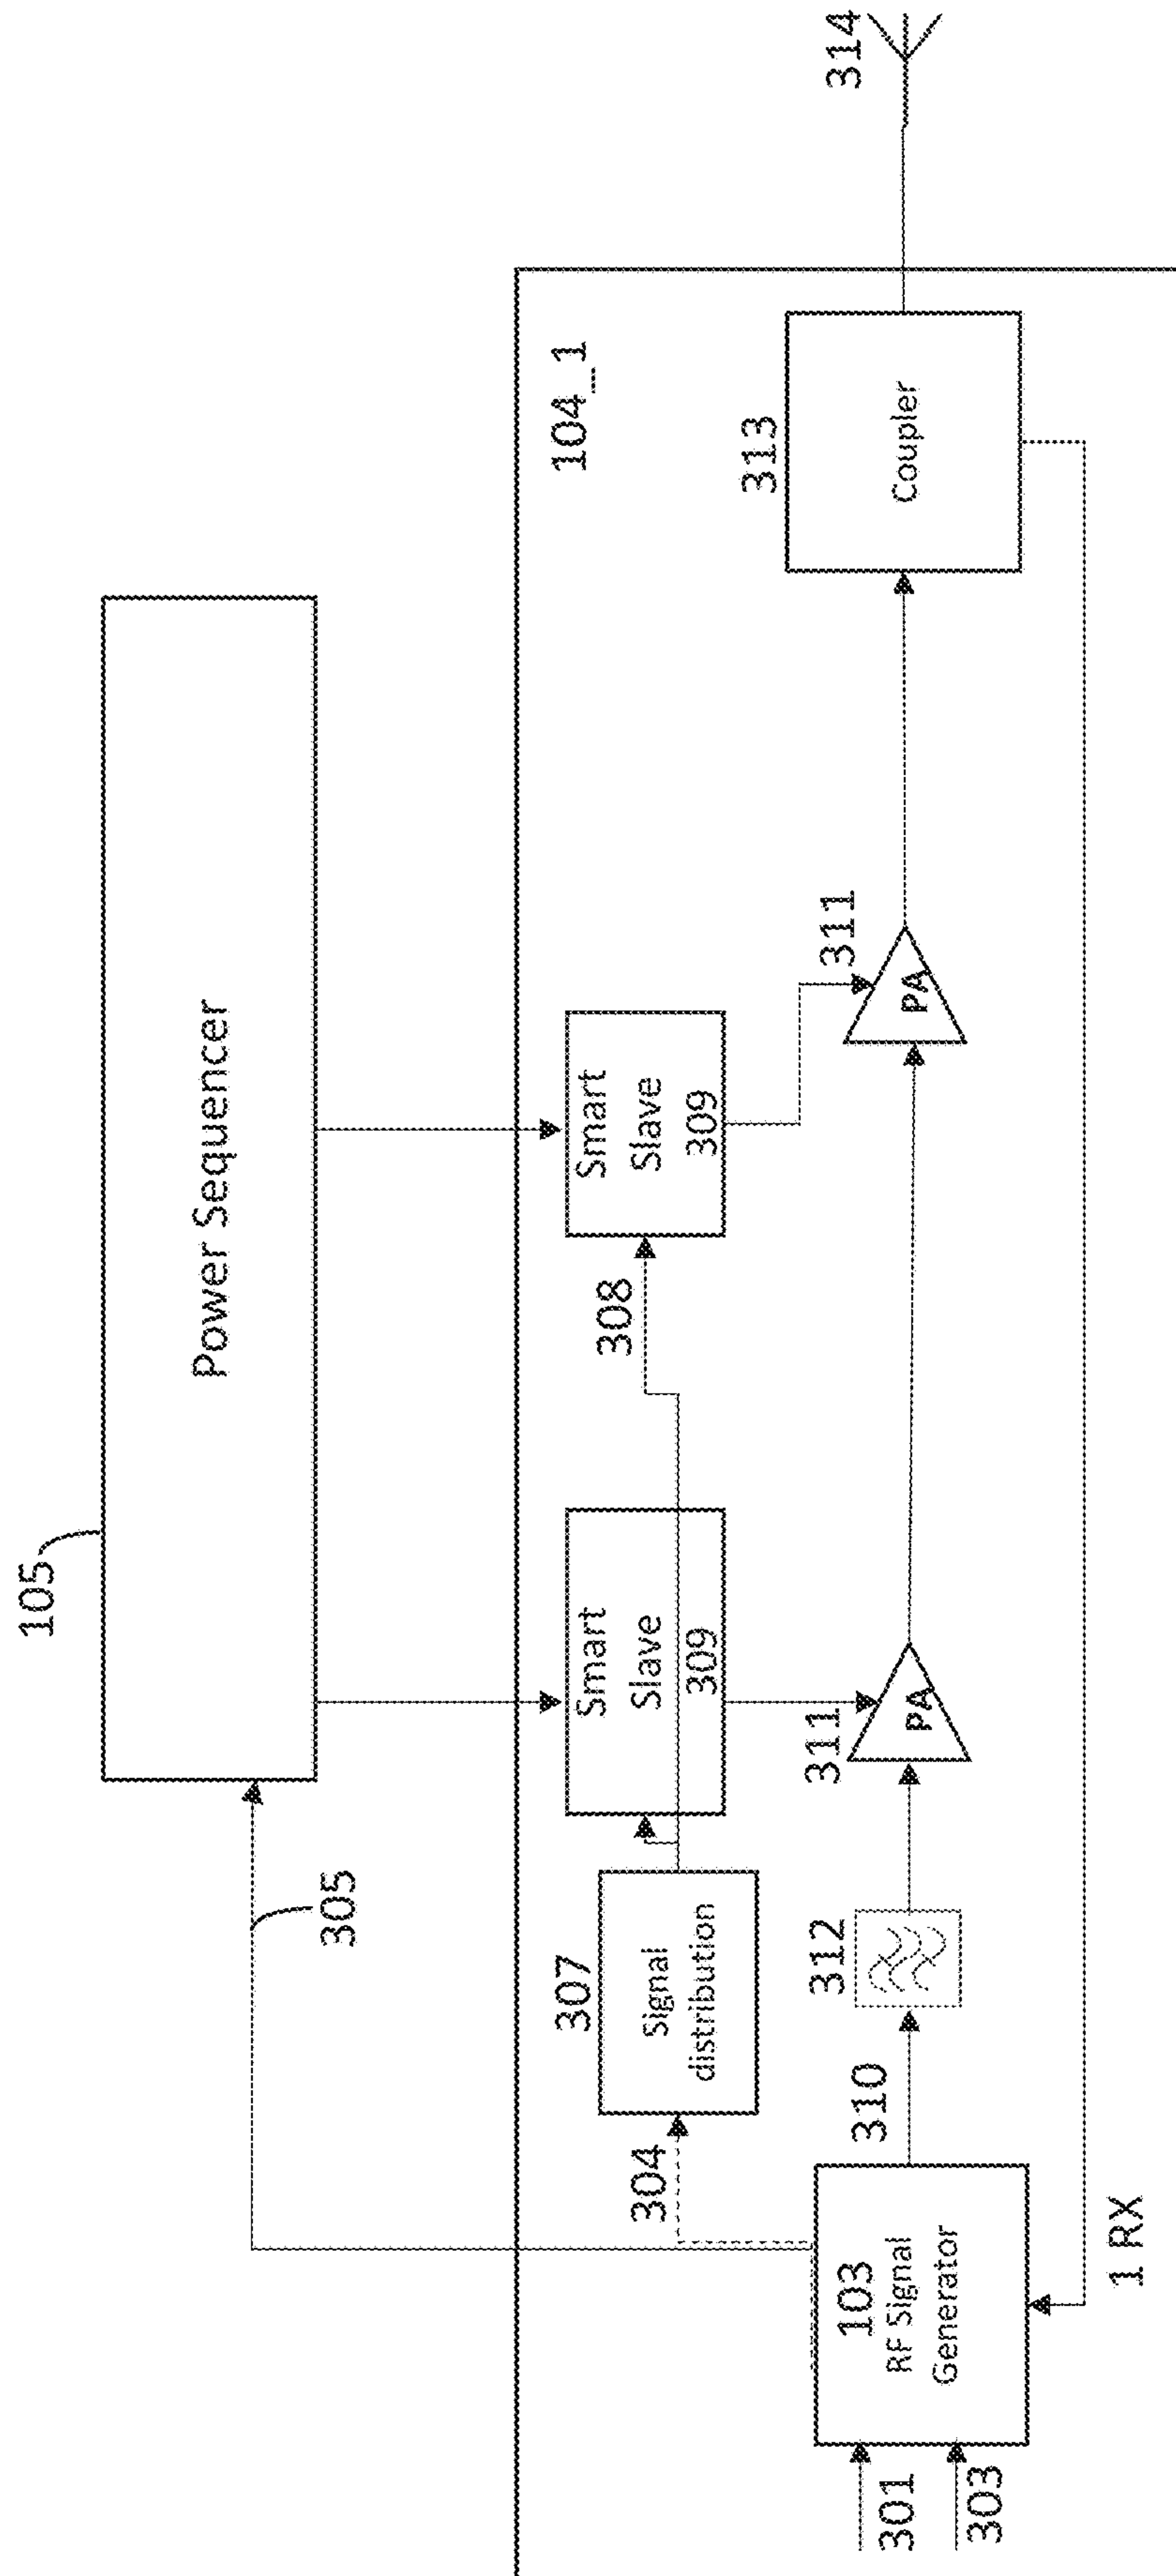 105
Power Sequencer
305
104_1
307
Signal
distribution
304
Smart
Slave
309
308
Smart
Slave
309
301
303
103
RF Signal
Generator
310
312
311
PA
311
PA
313
Coupler
314
1 RX